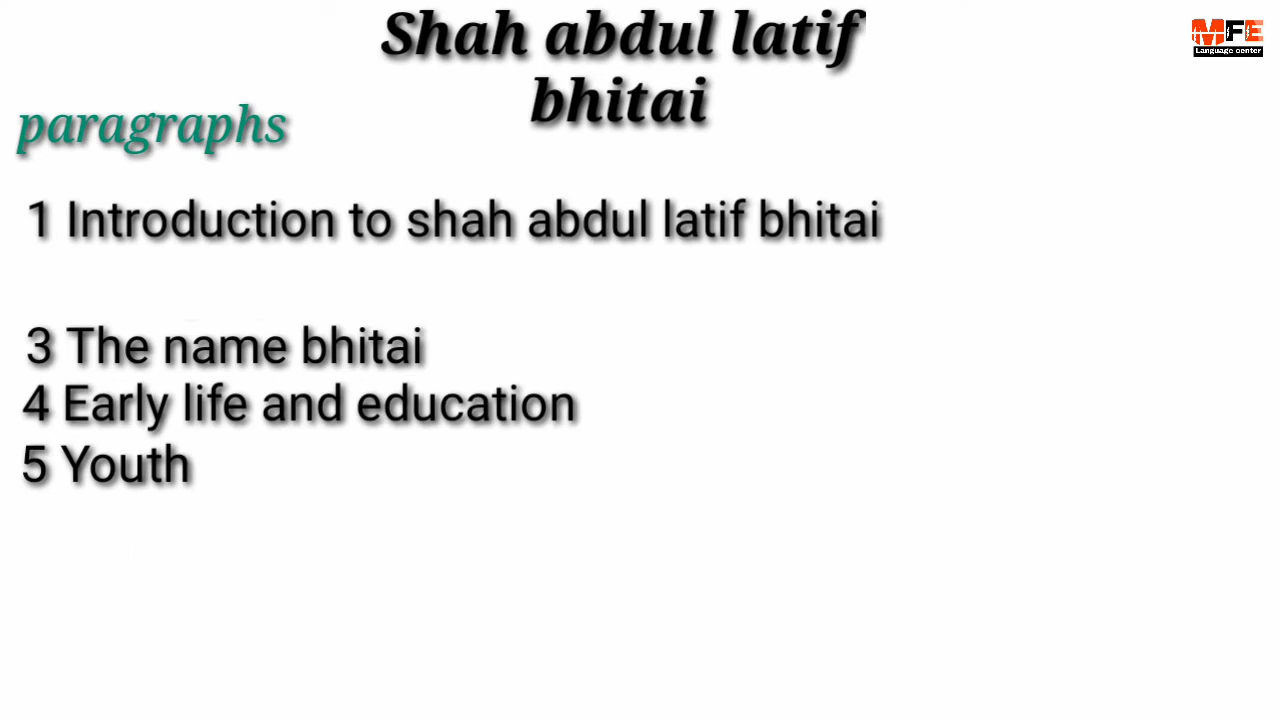 Shah abdul latif
bhitai
MFE
Language center
paragraphs
1 Introduction to shah abdul latif bhitai
3 The name bhitai
4 Early life and education
5 Youth